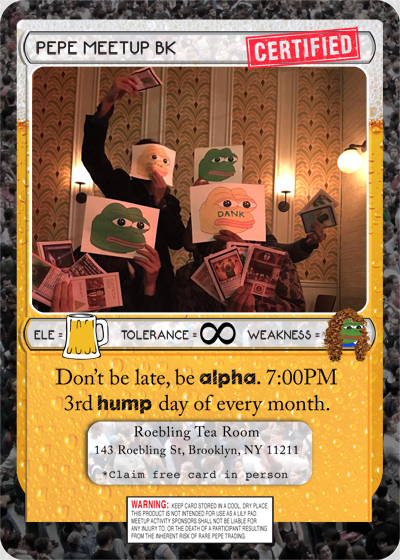 PEPE MEETUP BK
CERTIFIED
DANK
ELE = TOLERANCE = ∞ WEAKNESS =
Don't be late, be alpha. 7:00PM
3rd hump day of every month.
Roebling Tea Room
143 Roebling St, Brooklyn, NY 11211
*Claim free card in person
WARNING: KEEP CARD STORED IN A COOL, DRY PLACE
THIS PRODUCT IS NOT INTENDED FOR USE AS A LILY PAD
MEETUP ACTIVITY SPONSORS SHALL NOT BE LIABLE FOR
ANY INJURY TO, OR THE DEATH OF A PARTICIPANT RESULTING
FROM THE INHERENT RISK OF RARE PEPE TRADING.